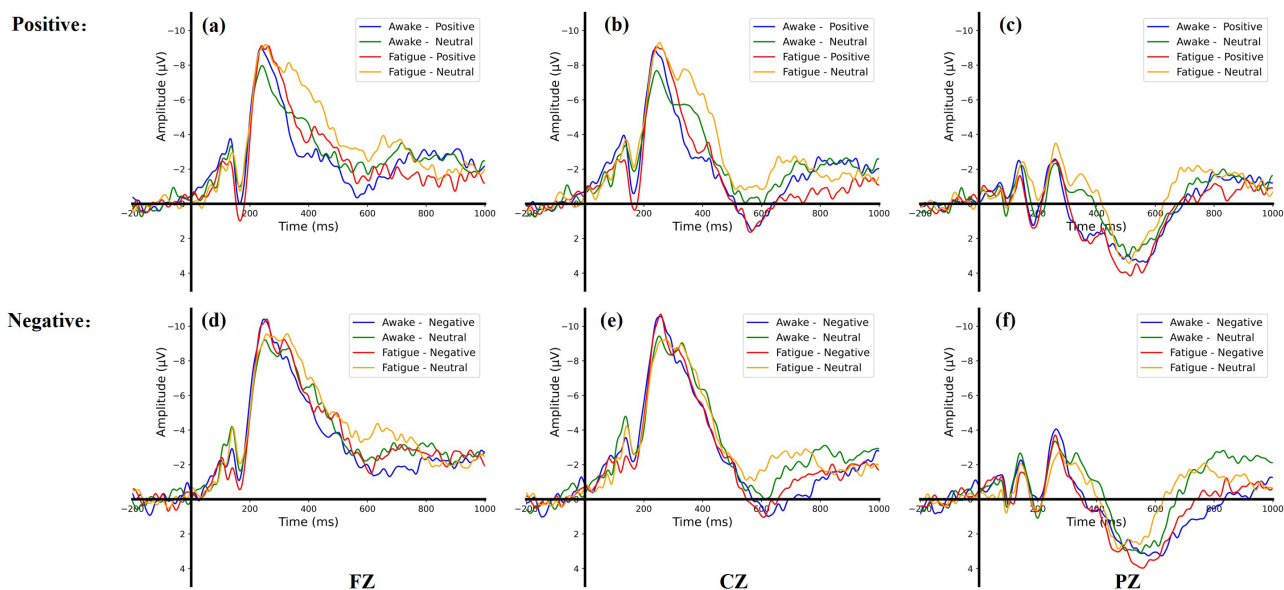 Positive:
(a)
Awake -  Positive
Awake -  Neutral
Fatigue - Positive
Fatigue - Neutral
Amplitude (µV)
−10
−8
−6
−4
−2
0
2
4
−200
200
400
600
800
1000
Time (ms)
(b)
Awake -  Positive
Awake -  Neutral
Fatigue - Positive
Fatigue - Neutral
Amplitude (µV)
−10
−8
−6
−4
−2
0
2
4
−200
200
400
600
800
1000
Time (ms)
(c)
Awake -  Positive
Awake -  Neutral
Fatigue - Positive
Fatigue - Neutral
Amplitude (µV)
−10
−8
−6
−4
−2
0
2
4
−200
200
400
600
800
1000
Time (ms)
Negative:
(d)
Awake -  Negative
Awake -  Neutral
Fatigue - Negative
Fatigue - Neutral
Amplitude (µV)
−10
−8
−6
−4
−2
0
2
4
−200
200
400
600
800
1000
Time (ms)
FZ
(e)
Awake -  Negative
Awake -  Neutral
Fatigue - Negative
Fatigue - Neutral
Amplitude (µV)
−10
−8
−6
−4
−2
0
2
4
−200
200
400
600
800
1000
Time (ms)
CZ
(f)
Awake -  Negative
Awake -  Neutral
Fatigue - Negative
Fatigue - Neutral
Amplitude (µV)
−10
−8
−6
−4
−2
0
2
4
−200
200
400
600
800
1000
Time (ms)
PZ